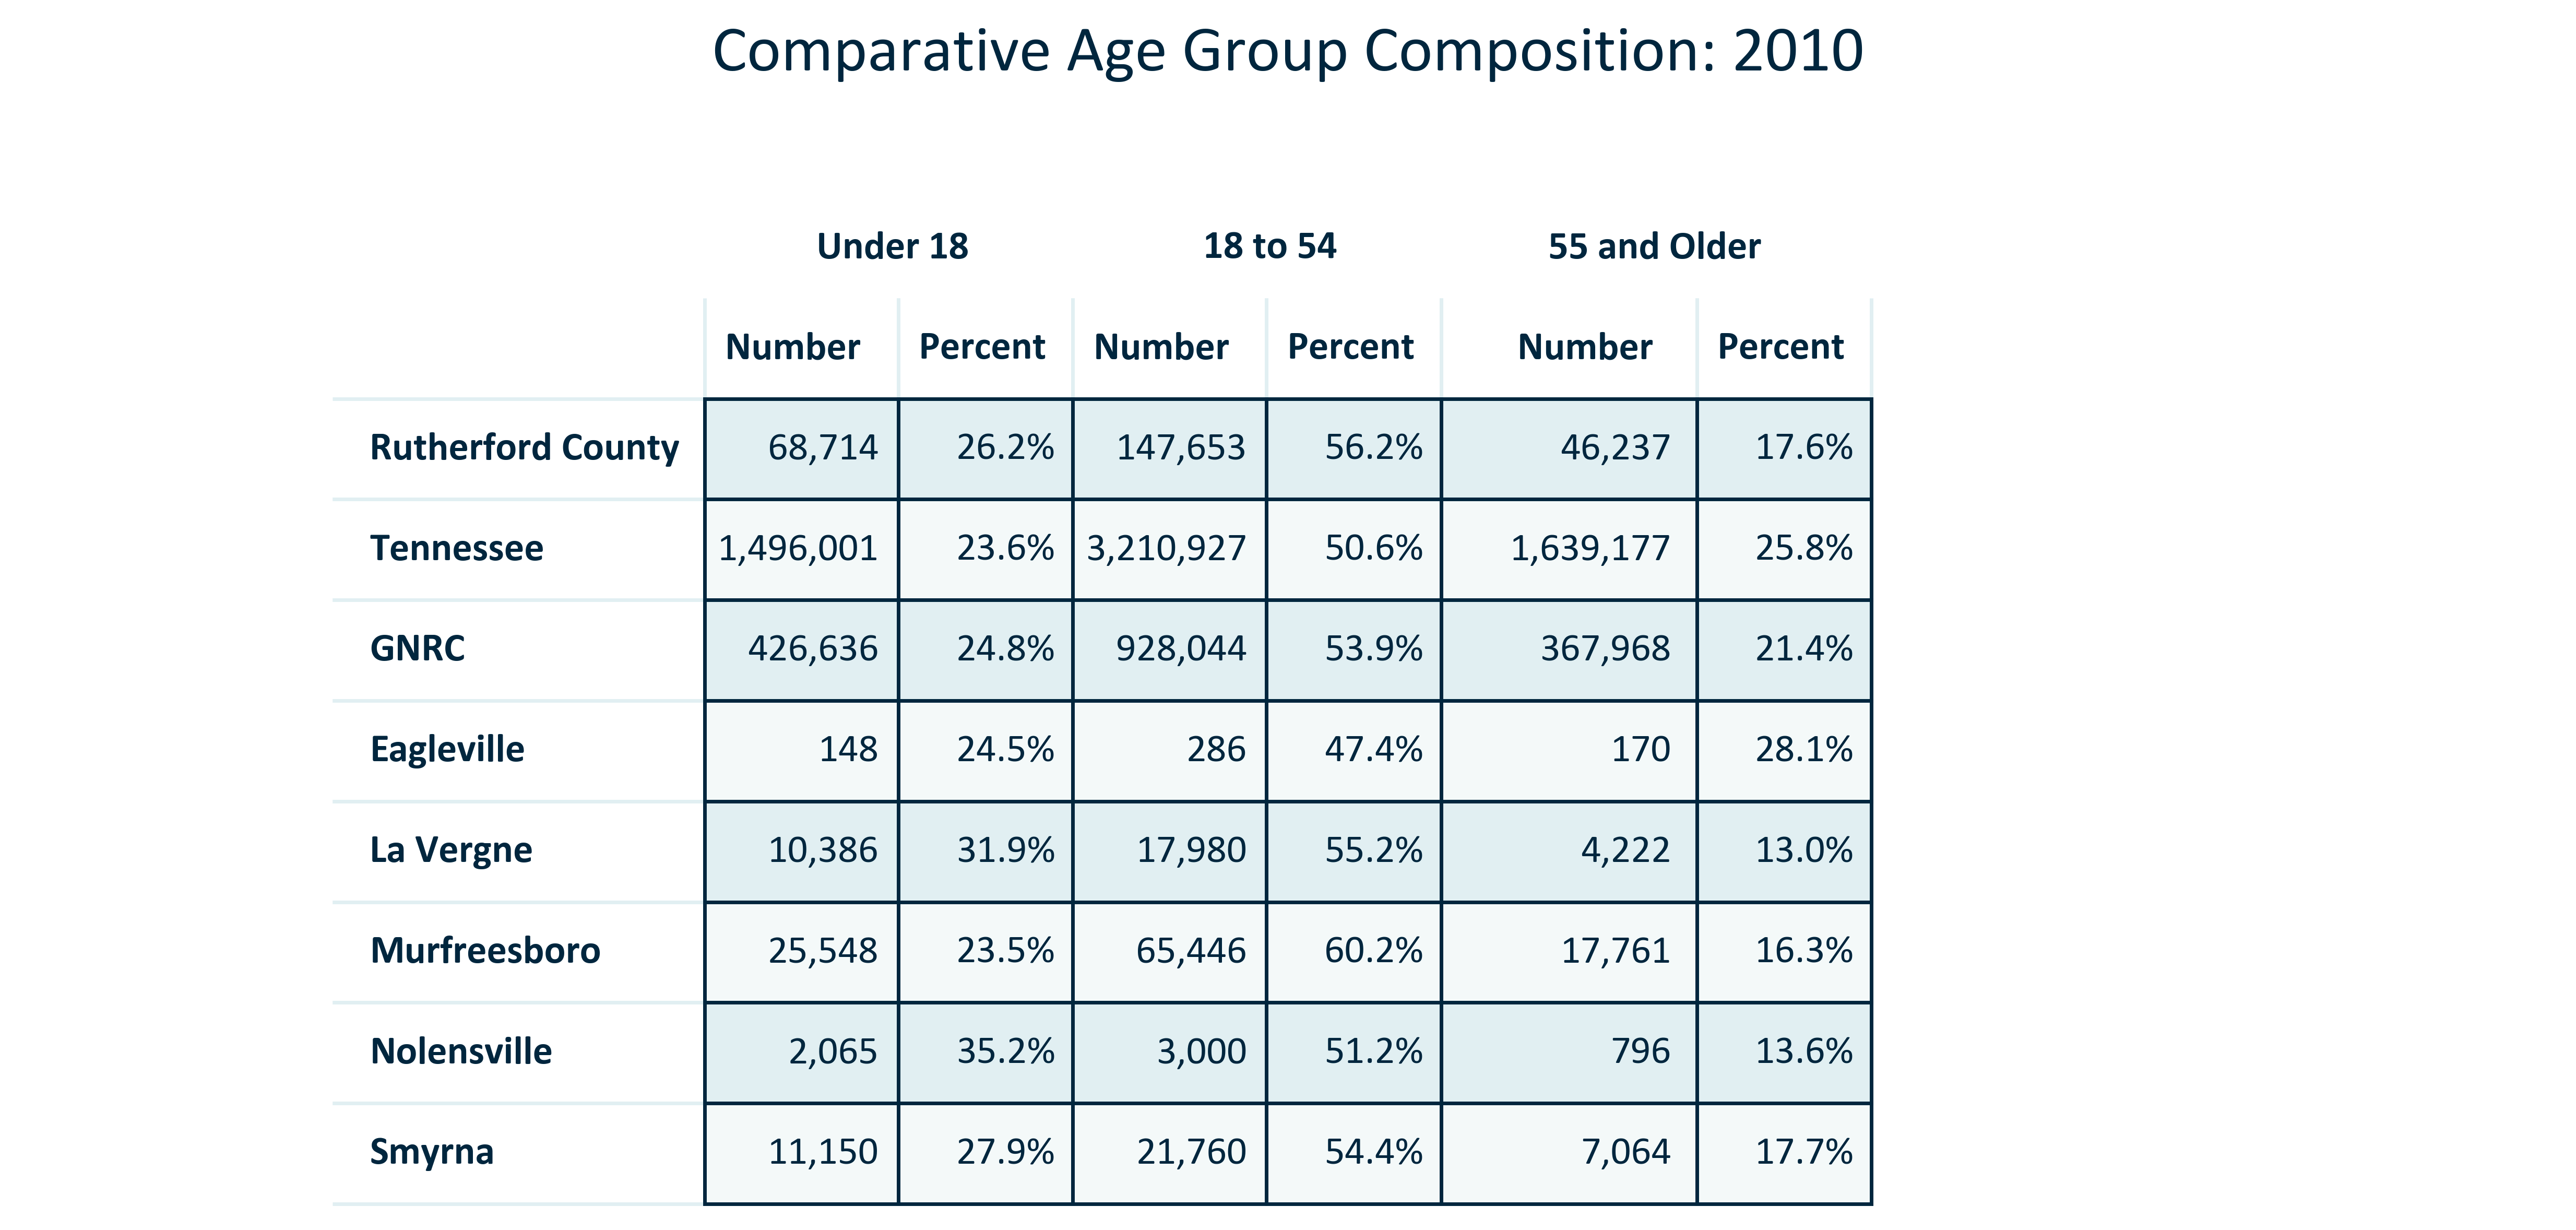 Comparative Age Group Composition: 2010
Under 18 18 to 54 55 and Older
Number Percent Number Percent Number Percent
Rutherford County 68,714 26.2% 147,653 56.2% 46,237 17.6%
Tennessee 1,496,001 23.6% 3,210,927 50.6% 1,639,177 25.8%
GNRC 426,636 24.8% 928,044 53.9% 367,968 21.4%
Eagleville 148 24.5% 286 47.4% 170 28.1%
La Vergne 10,386 31.9% 17,980 55.2% 4,222 13.0%
Murfreesboro 25,548 23.5% 65,446 60.2% 17,761 16.3%
Nolensville 2,065 35.2% 3,000 51.2% 796 13.6%
Smyrna 11,150 27.9% 21,760 54.4% 7,064 17.7%